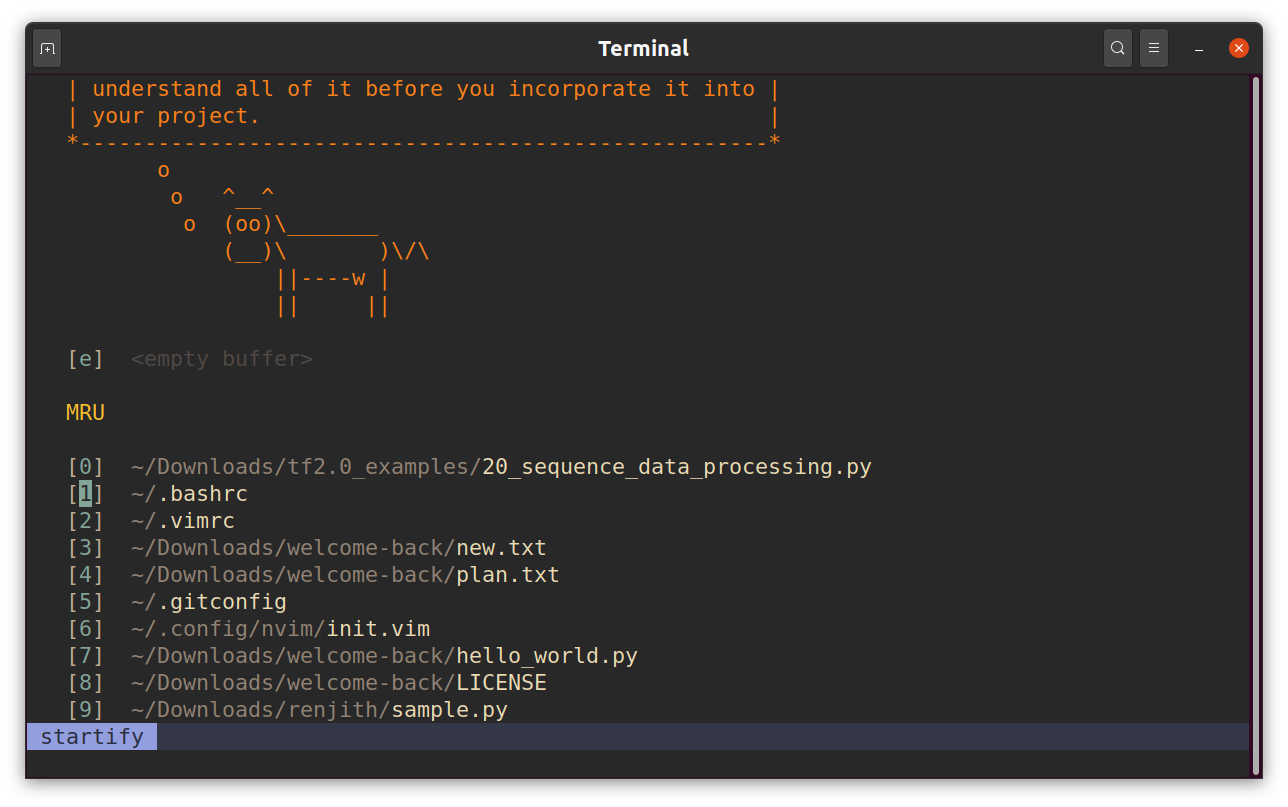 Terminal
| understand all of it before you incorporate it into |
| your project.                                       |
*-----------------------------------------------------*
       o
        o   ^__^
         o  (oo)\_______
            (__)\       )\/\
                ||----w |
                ||     ||
[e]  <empty buffer>
MRU
[0]  ~/Downloads/tf2.0_examples/20_sequence_data_processing.py
[1]  ~/.bashrc
[2]  ~/.vimrc
[3]  ~/Downloads/welcome-back/new.txt
[4]  ~/Downloads/welcome-back/plan.txt
[5]  ~/.gitconfig
[6]  ~/.config/nvim/init.vim
[7]  ~/Downloads/welcome-back/hello_world.py
[8]  ~/Downloads/welcome-back/LICENSE
[9]  ~/Downloads/renjith/sample.py
startify